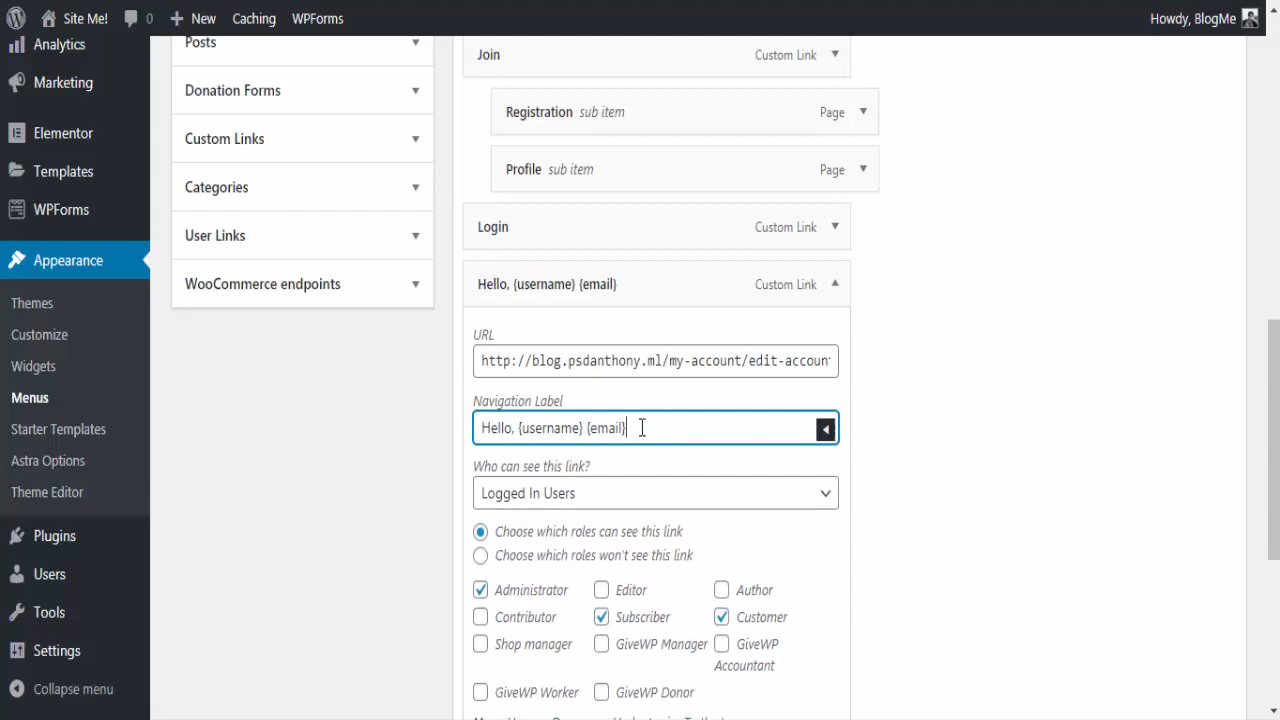 Site Me! 0 New Caching WPForms Howdy, BlogMe
Analytics
Marketing
Elementor
Templates
WPForms
Appearance
Themes
Customize
Widgets
Menus
Starter Templates
Astra Options
Theme Editor
Plugins
Users
Tools
Settings
Collapse menu
Posts
Donation Forms
Custom Links
Categories
User Links
WooCommerce endpoints
Join Custom Link
Registration sub item Page
Profile sub item Page
Login Custom Link
Hello, {username} {email} Custom Link
URL
http://blog.psdanthony.ml/my-account/edit-accoun
Navigation Label
Hello, {username} {email}
Who can see this link?
Logged In Users
Choose which roles can see this link
Choose which roles won't see this link
Administrator Editor Author
Contributor Subscriber Customer
Shop manager GiveWP Manager GiveWP
Accountant
GiveWP Worker GiveWP Donor